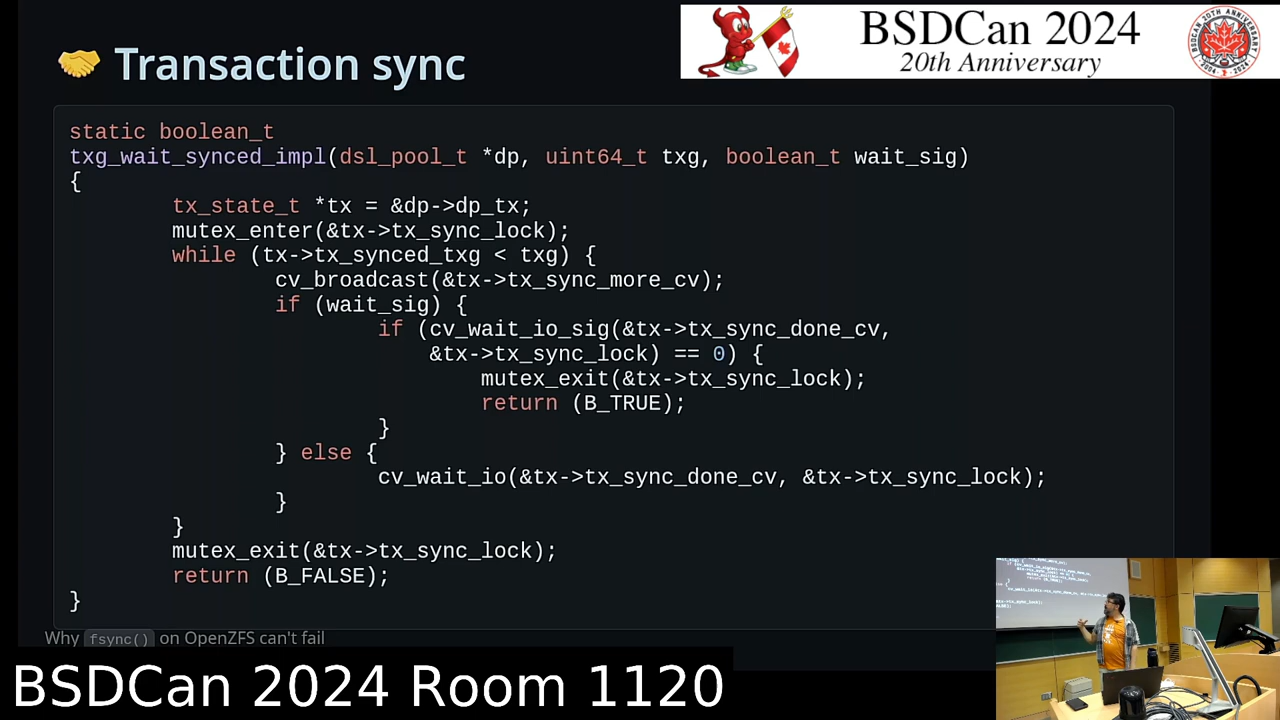 🤝 Transaction sync
BSDCan 2024
20th Anniversary
static boolean_t
txg_wait_synced_impl(dsl_pool_t *dp, uint64_t txg, boolean_t wait_sig)
{
        tx_state_t *tx = &dp->dp_tx;
        mutex_enter(&tx->tx_sync_lock);
        while (tx->tx_synced_txg < txg) {
                cv_broadcast(&tx->tx_sync_more_cv);
                if (wait_sig) {
                        if (cv_wait_io_sig(&tx->tx_sync_done_cv,
                            &tx->tx_sync_lock) == 0) {
                                mutex_exit(&tx->tx_sync_lock);
                                return (B_TRUE);
                        }
                } else {
                        cv_wait_io(&tx->tx_sync_done_cv, &tx->tx_sync_lock);
                }
        }
        mutex_exit(&tx->tx_sync_lock);
        return (B_FALSE);
}
Why fsync() on OpenZFS can't fail
BSDCan 2024 Room 1120